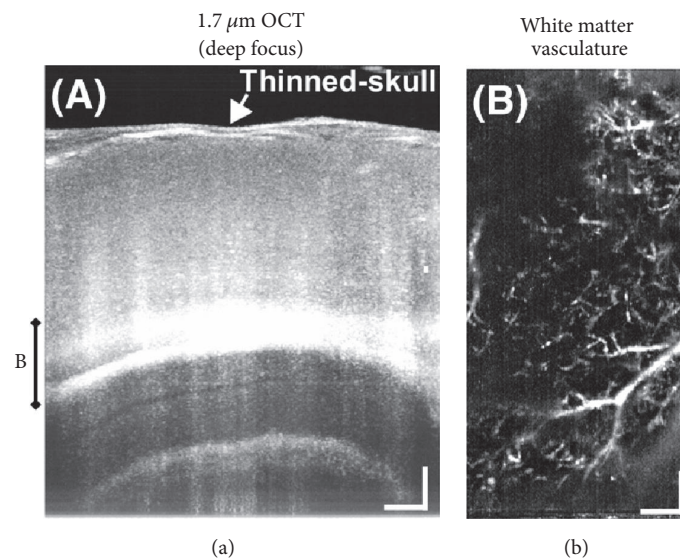 1.7 μm OCT
(deep focus)
White matter
vasculature
(A)
Thinned-skull
(B)
B
(a)
(b)